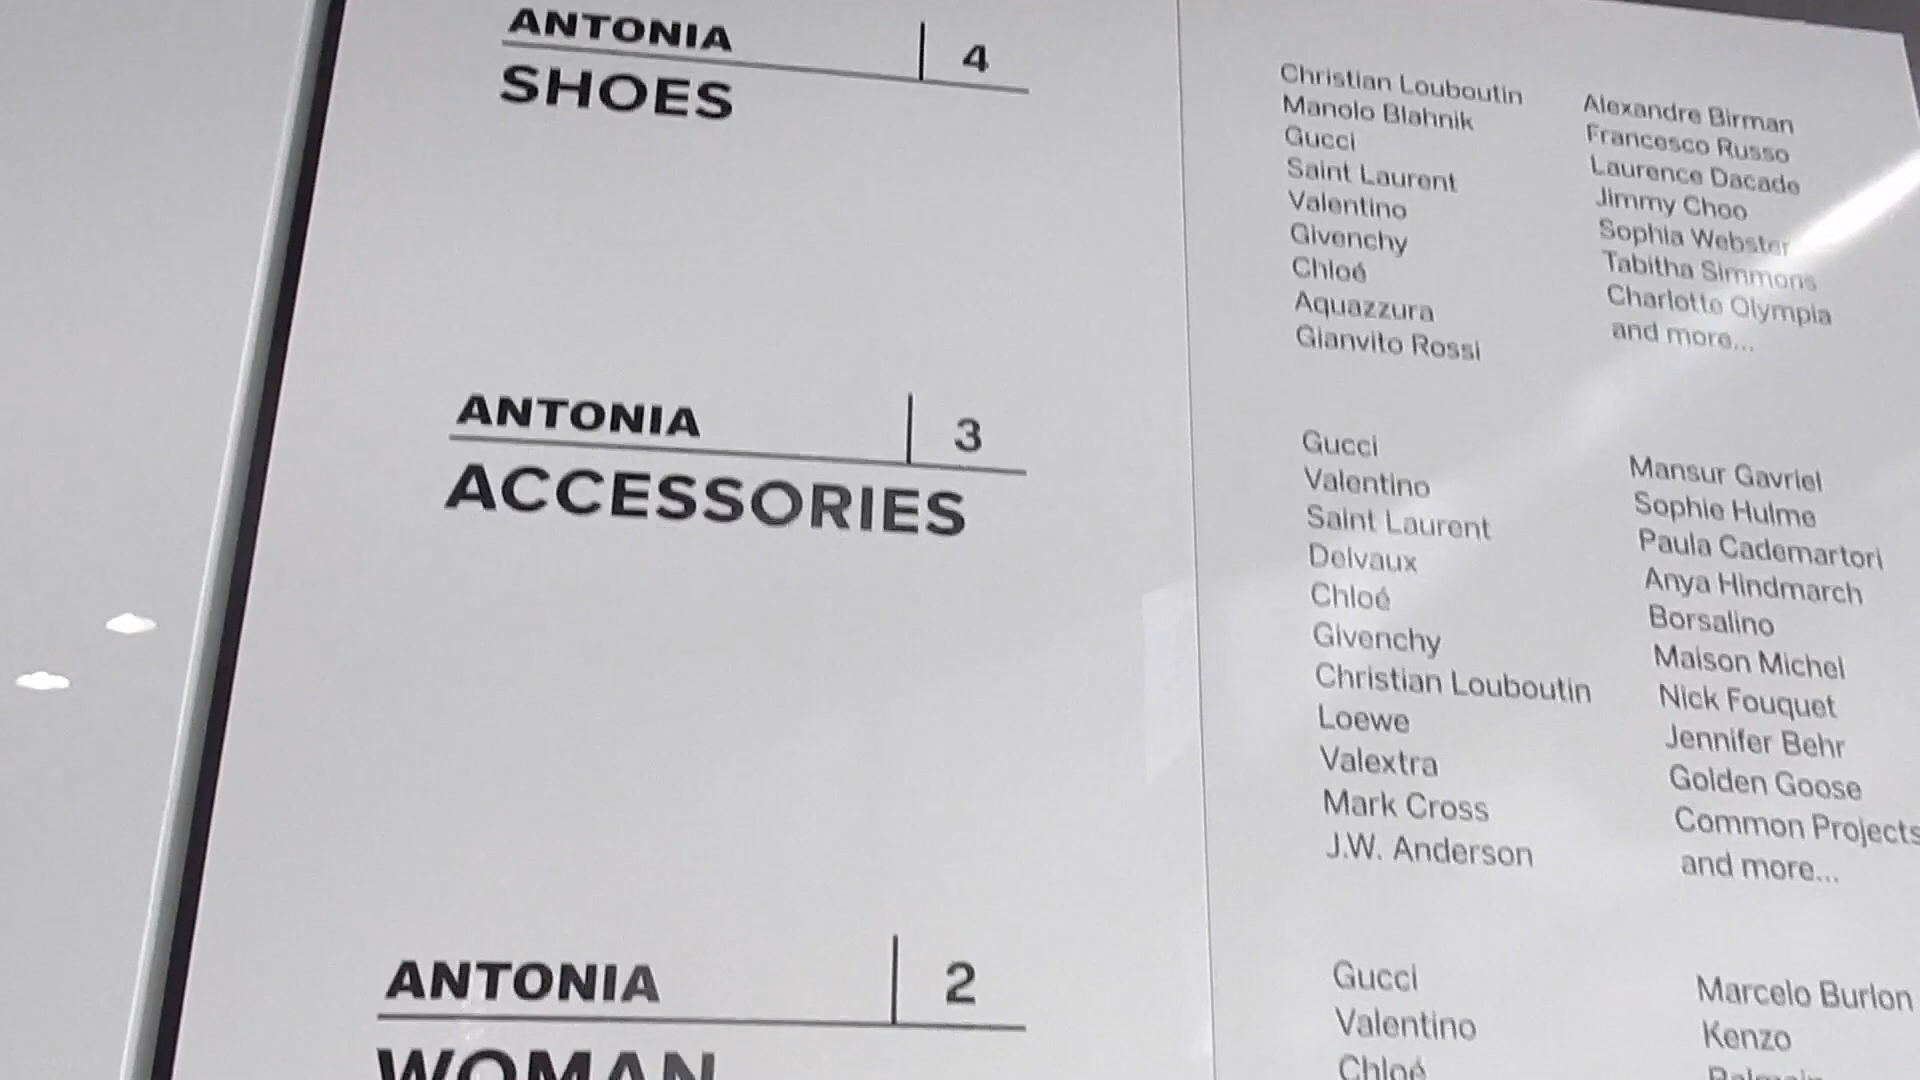 ANTONIA 4
SHOES
Christian Louboutin
Manolo Blahnik
Gucci
Saint Laurent
Valentino
Givenchy
Chloé
Aquazzura
Gianvito Rossi
Alexandre Birman
Francesco Russo
Laurence Dacade
Jimmy Choo
Sophia Webster
Tabitha Simmons
Charlotte Olympia
and more...
ANTONIA 3
ACCESSORIES
Gucci
Valentino
Saint Laurent
Delvaux
Chloé
Givenchy
Christian Louboutin
Loewe
Valextra
Mark Cross
J.W. Anderson
Mansur Gavriel
Sophie Hulme
Paula Cademartori
Anya Hindmarch
Borsalino
Maison Michel
Nick Fouquet
Jennifer Behr
Golden Goose
Common Projects
and more...
ANTONIA 2
WOMAN
Gucci
Valentino
Chloé
Marcelo Burlon
Kenzo